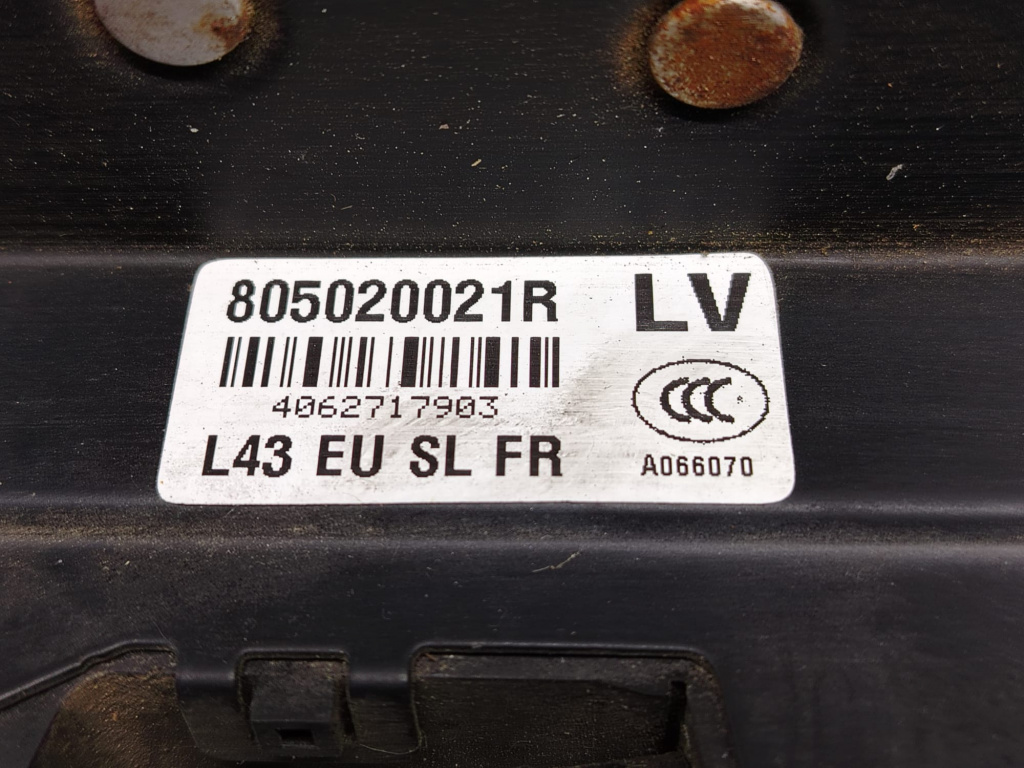 805020021R
LV
4062717903
CCC
L43 EU SL FR
A066070